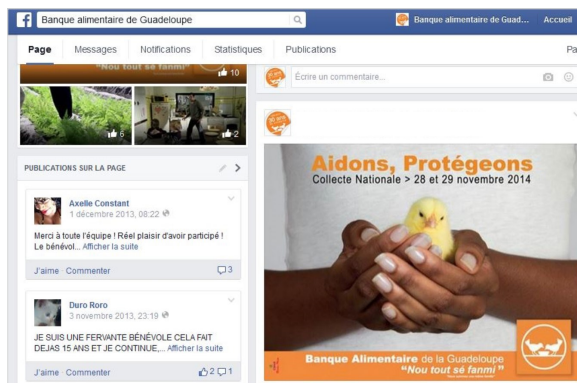 Banque alimentaire de Guadeloupe
Banque alimentaire de Guad... Accueil
Page Messages Notifications Statistiques Publications Pa
"Nou tout sé fanmi"
10
6
2
Écrire un commentaire...
PUBLICATIONS SUR LA PAGE
Axelle Constant
1 décembre 2013, 08:22
Merci à toute l'équipe ! Réel plaisir d'avoir participé !
Le bénévol... Afficher la suite
J'aime · Commenter 3
Duro Roro
3 novembre 2013, 23:19
JE SUIS UNE FERVANTE BÉNÉVOLE CELA FAIT
DEJAS 15 ANS ET JE CONTINUE,... Afficher la suite
J'aime · Commenter 2 1
Aidons, Protégeons
Collecte Nationale > 28 et 29 novembre 2014
Banque Alimentaire de la Guadeloupe
"Nou tout sé fanmi"